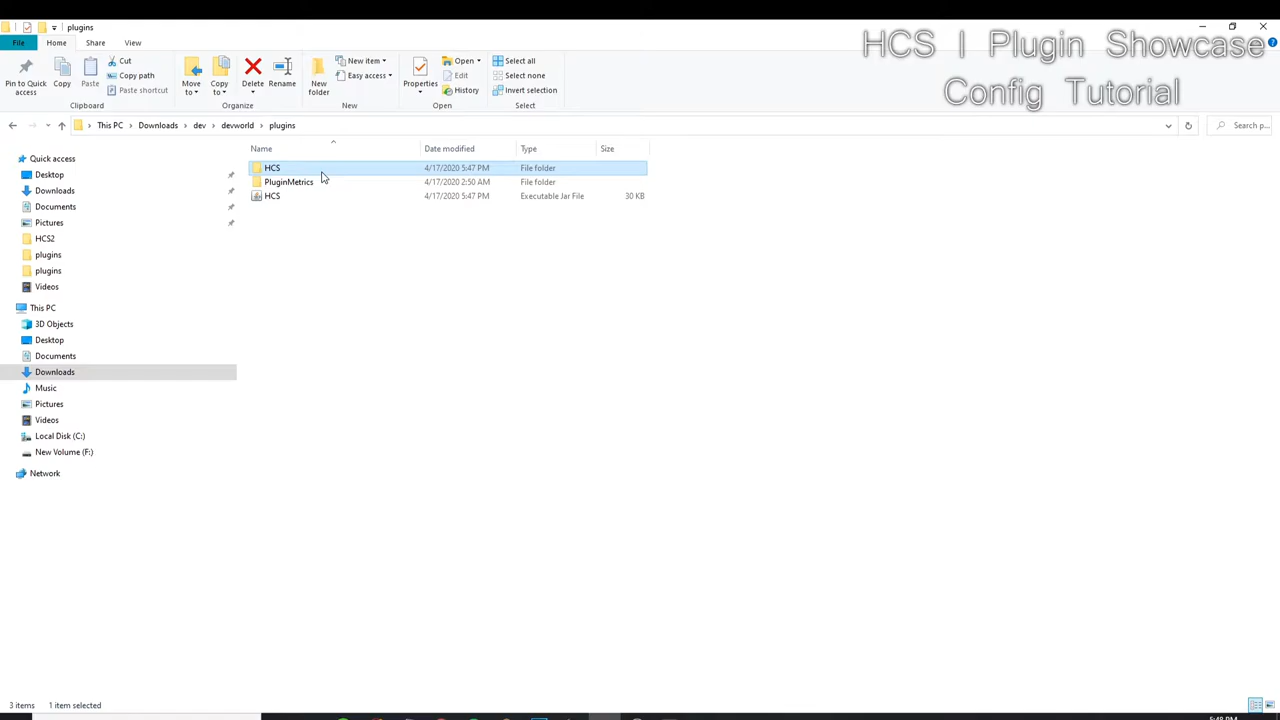 plugins
File
Home
Share
View
HCS | Plugin Showcase
Config Tutorial
Pin to Quick access
Copy
Paste
Cut
Copy path
Paste shortcut
Clipboard
Move to
Copy to
Delete
Rename
Organize
New folder
New item
Easy access
New
Properties
Open
Edit
History
Open
Select all
Select none
Invert selection
Select
This PC > Downloads > dev > devworld > plugins
Search p...
Name Date modified Type Size
HCS 4/17/2020 5:47 PM File folder
PluginMetrics 4/17/2020 2:50 AM File folder
HCS 4/17/2020 5:47 PM Executable Jar File 30 KB
Quick access
Desktop
Downloads
Documents
Pictures
HCS2
plugins
plugins
Videos
This PC
3D Objects
Desktop
Documents
Downloads
Music
Pictures
Videos
Local Disk (C:)
New Volume (F:)
Network
3 items 1 item selected
5:48 PM